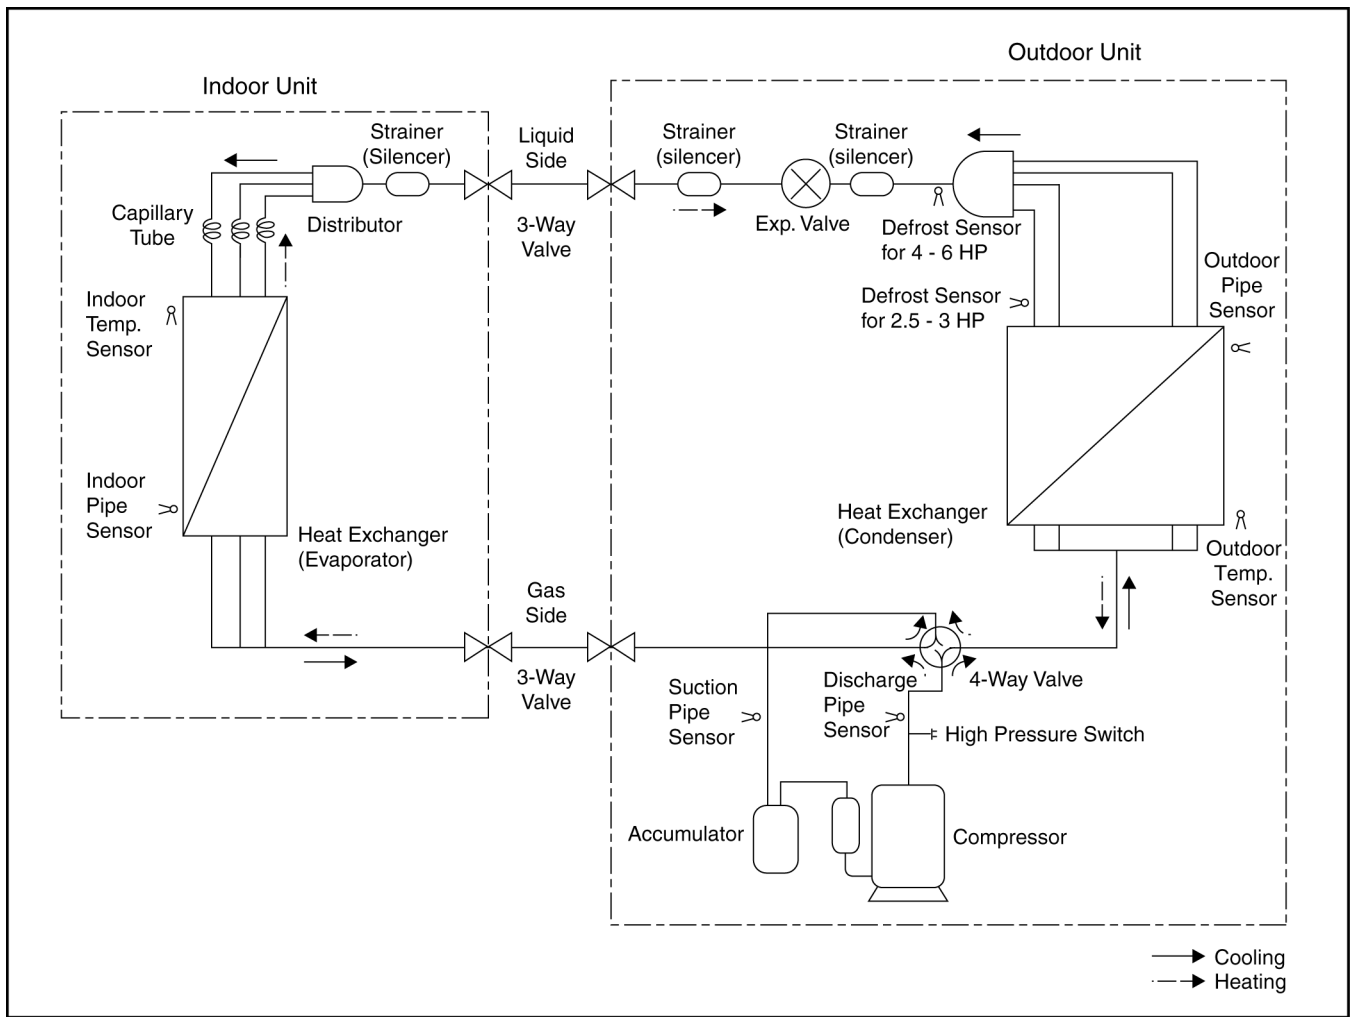 Outdoor Unit
Indoor Unit
Strainer
(Silencer)
Liquid
Side
Strainer
(silencer)
Strainer
(silencer)
Capillary
Tube
Distributor
3-Way
Valve
Exp. Valve
Defrost Sensor
for 4 - 6 HP
Outdoor
Pipe
Sensor
Indoor
Temp.
Sensor
Defrost Sensor
for 2.5 - 3 HP
Indoor
Pipe
Sensor
Heat Exchanger
(Evaporator)
Heat Exchanger
(Condenser)
Outdoor
Temp.
Sensor
Gas
Side
3-Way
Valve
Suction
Pipe
Sensor
Discharge
Pipe
Sensor
4-Way Valve
High Pressure Switch
Accumulator
Compressor
Cooling
Heating